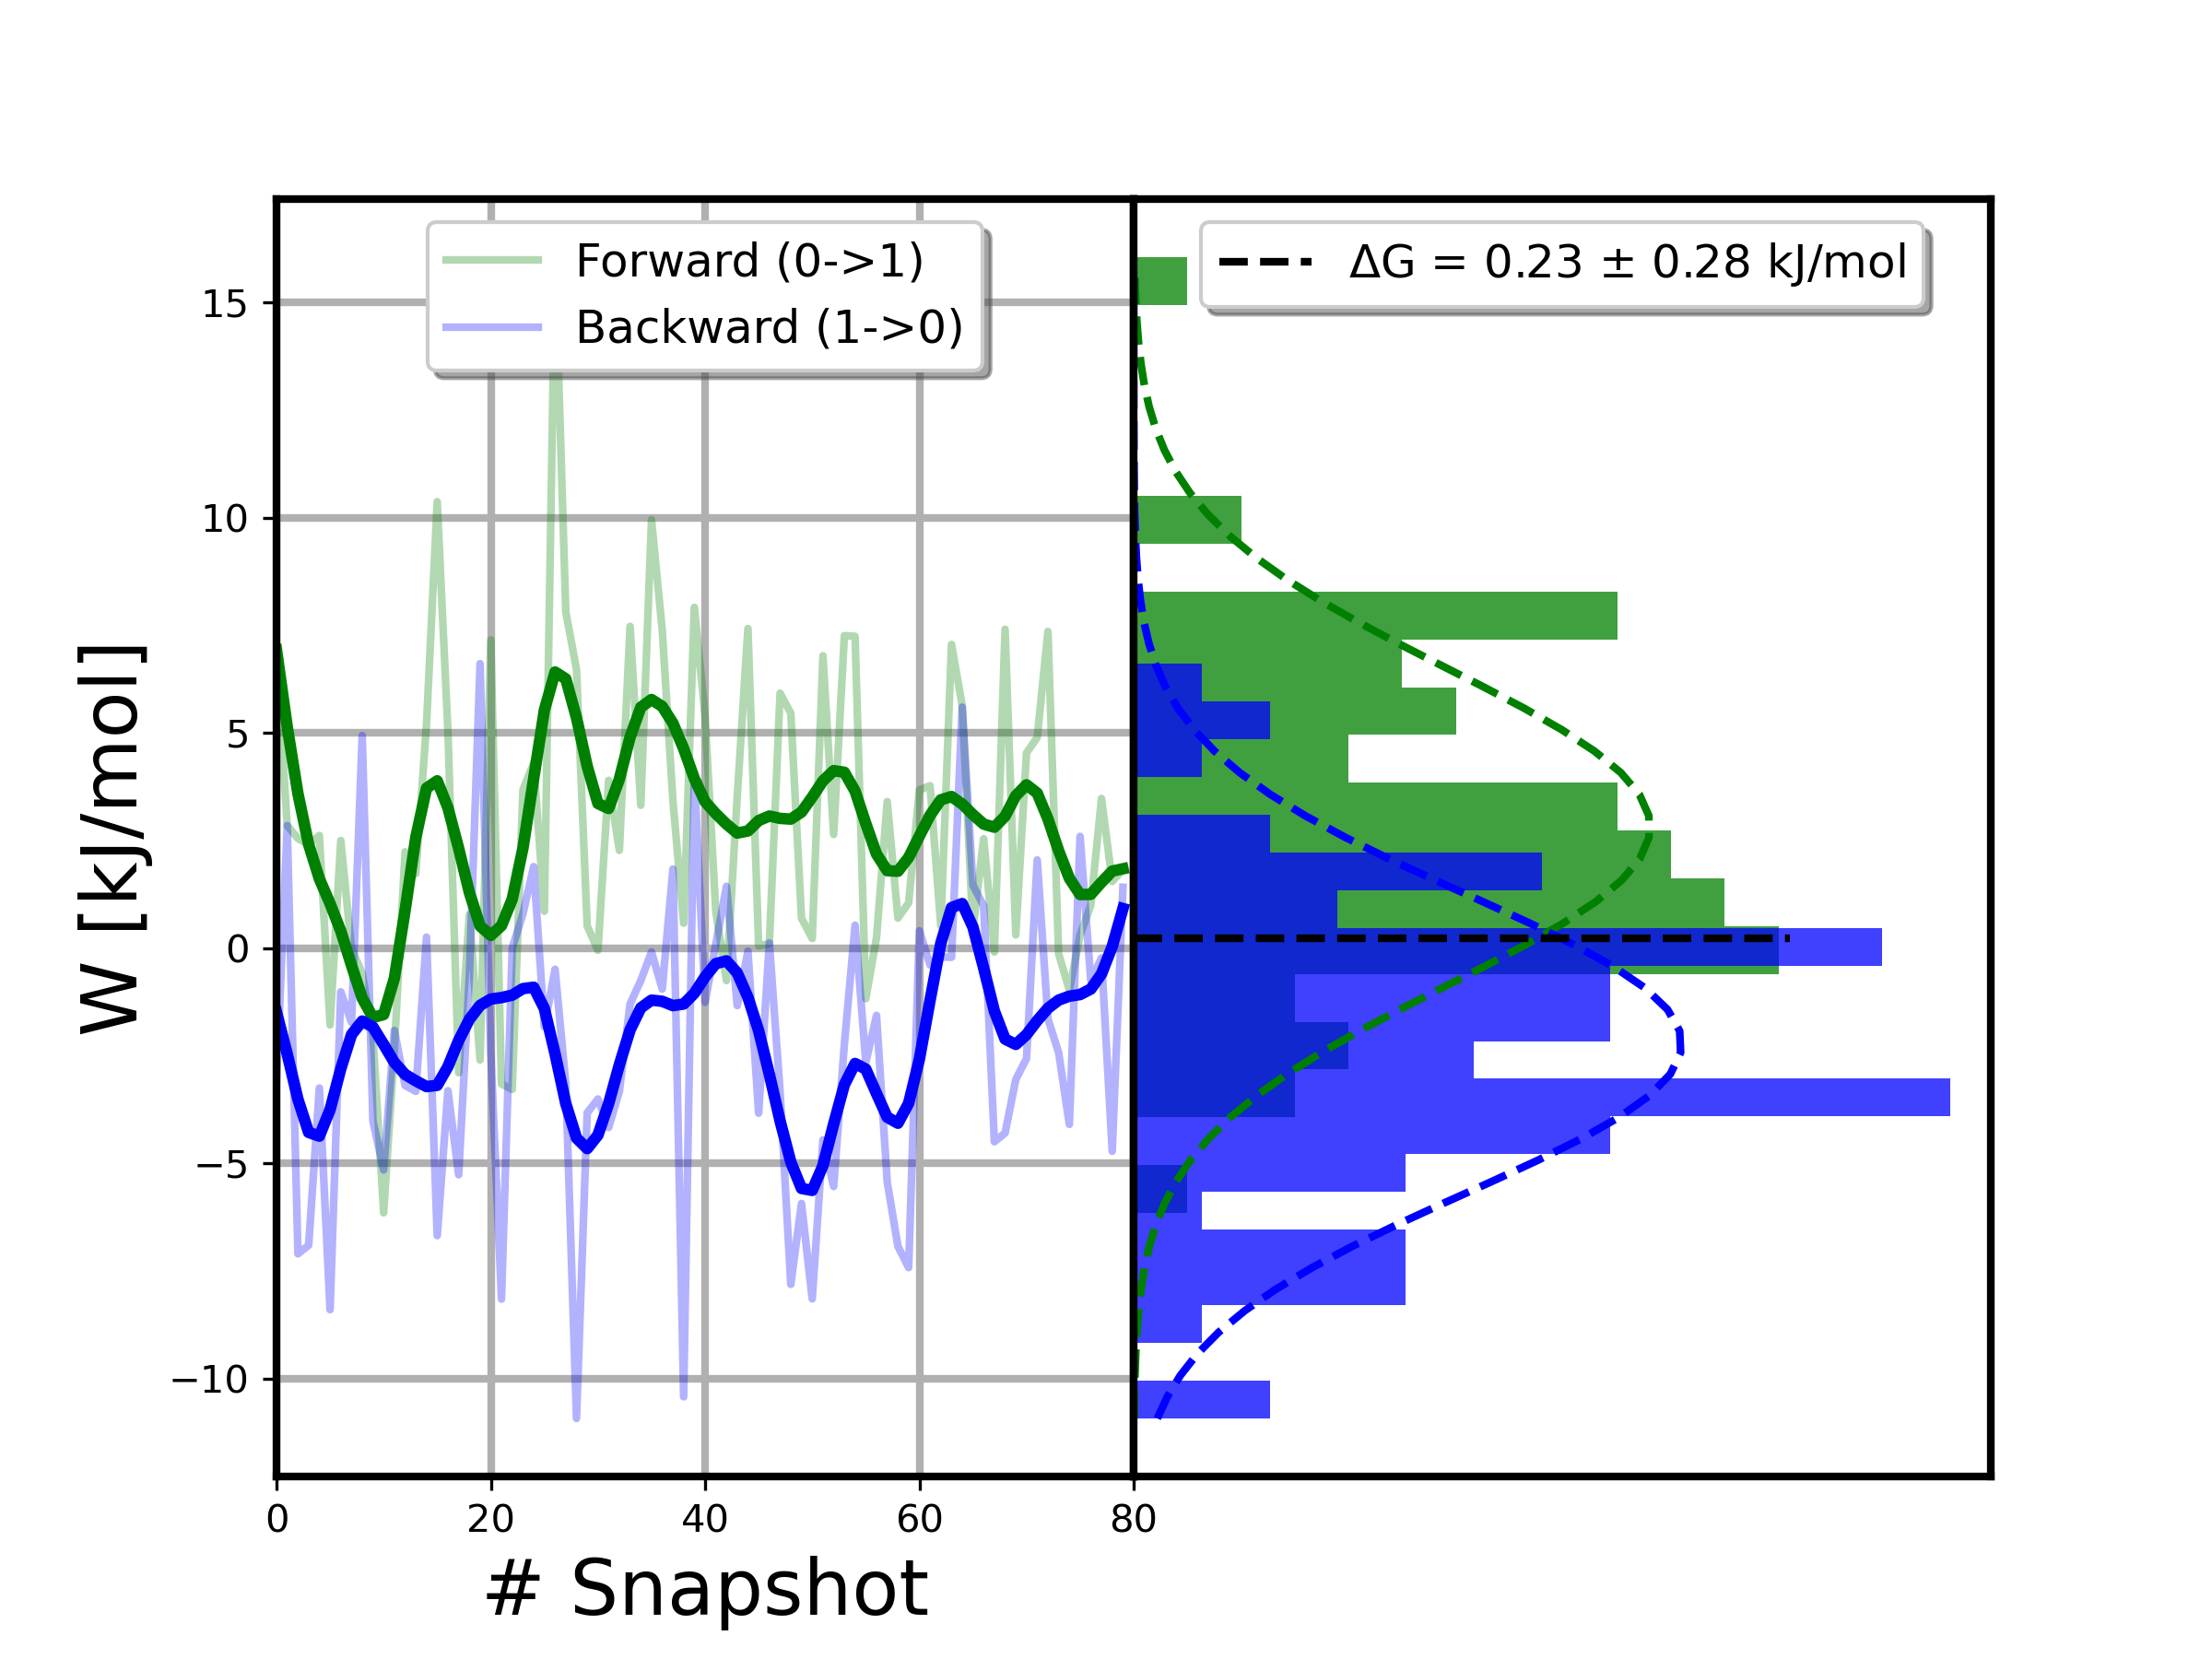 Forward (0->1)
Backward (1->0)
ΔG = 0.23 ± 0.28 kJ/mol
W [kJ/mol]
15
10
5
0
−5
−10
0 20 40 60 80
# Snapshot